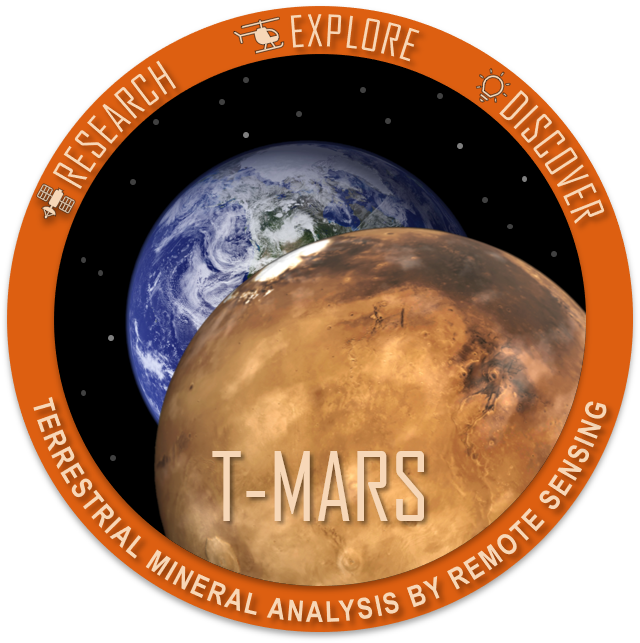 RESEARCH
EXPLORE
DISCOVER
T-MARS
TERRESTRIAL MINERAL ANALYSIS BY REMOTE SENSING